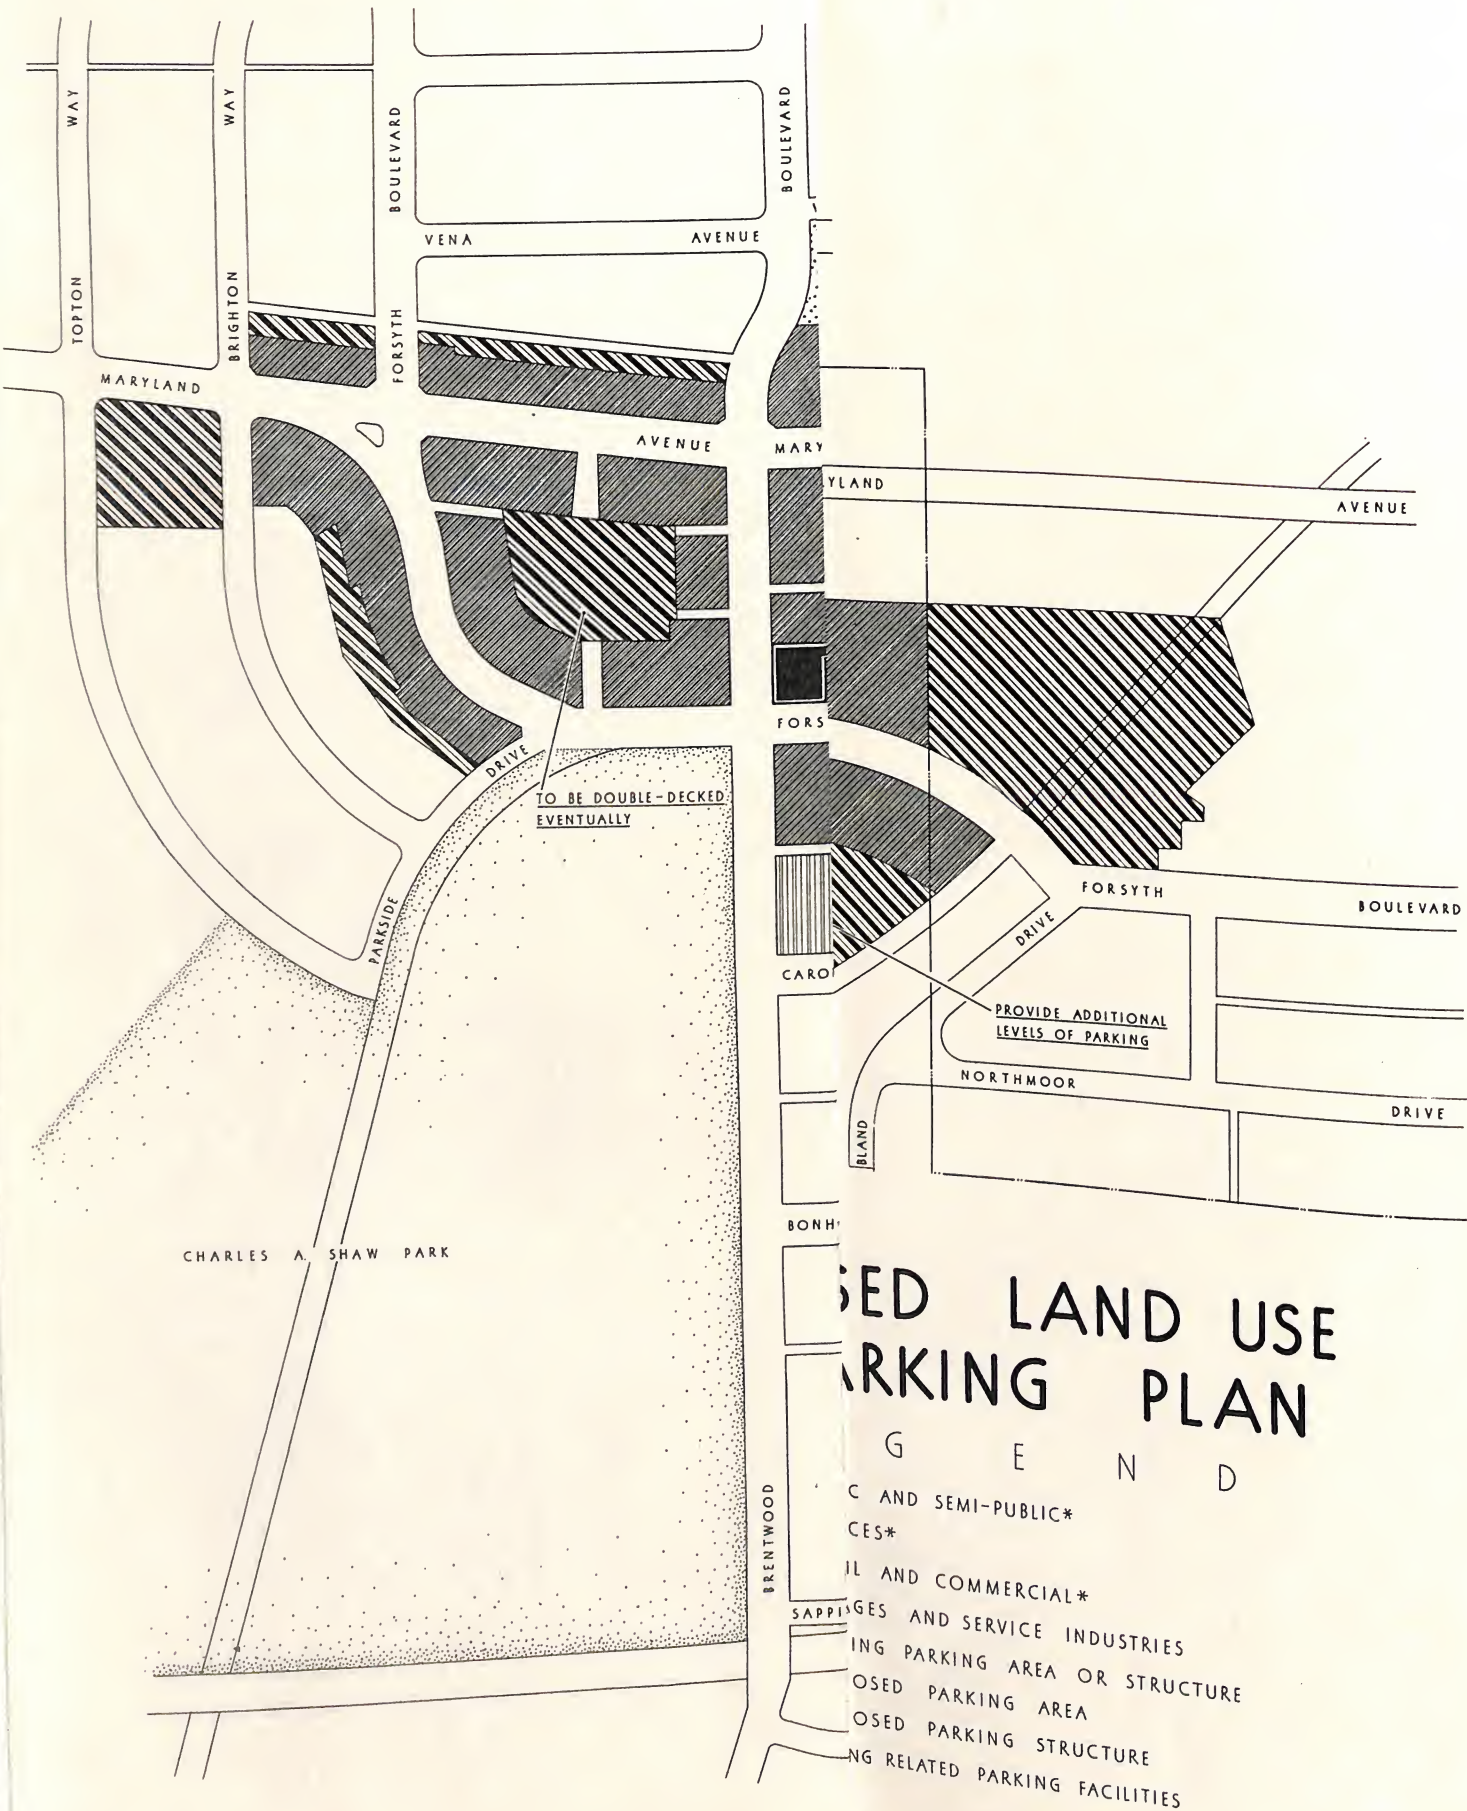 WAY
WAY
BOULEVARD
BOULEVARD
VENA AVENUE
TOPTON
BRIGHTON
FORSYTH
MARYLAND
AVENUE
MARY
YLAND
AVENUE
FORS
DRIVE
TO BE DOUBLE-DECKED
EVENTUALLY
FORSYTH
BOULEVARD
PARKSIDE
DRIVE
CARO
PROVIDE ADDITIONAL
LEVELS OF PARKING
NORTHMOOR
DRIVE
BLAND
BONH
CHARLES A. SHAW PARK
SED LAND USE
ARKING PLAN
G E N D
C AND SEMI-PUBLIC*
CES*
IL AND COMMERCIAL*
BRENTWOOD
SAPPI
GES AND SERVICE INDUSTRIES
ING PARKING AREA OR STRUCTURE
OSED PARKING AREA
OSED PARKING STRUCTURE
NG RELATED PARKING FACILITIES